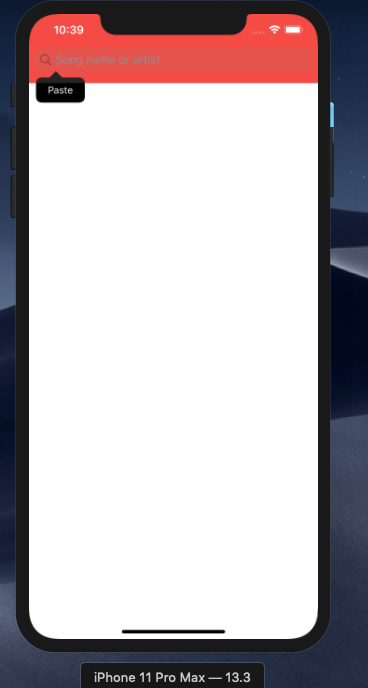 10:39
Song name or artist
Paste
iPhone 11 Pro Max — 13.3